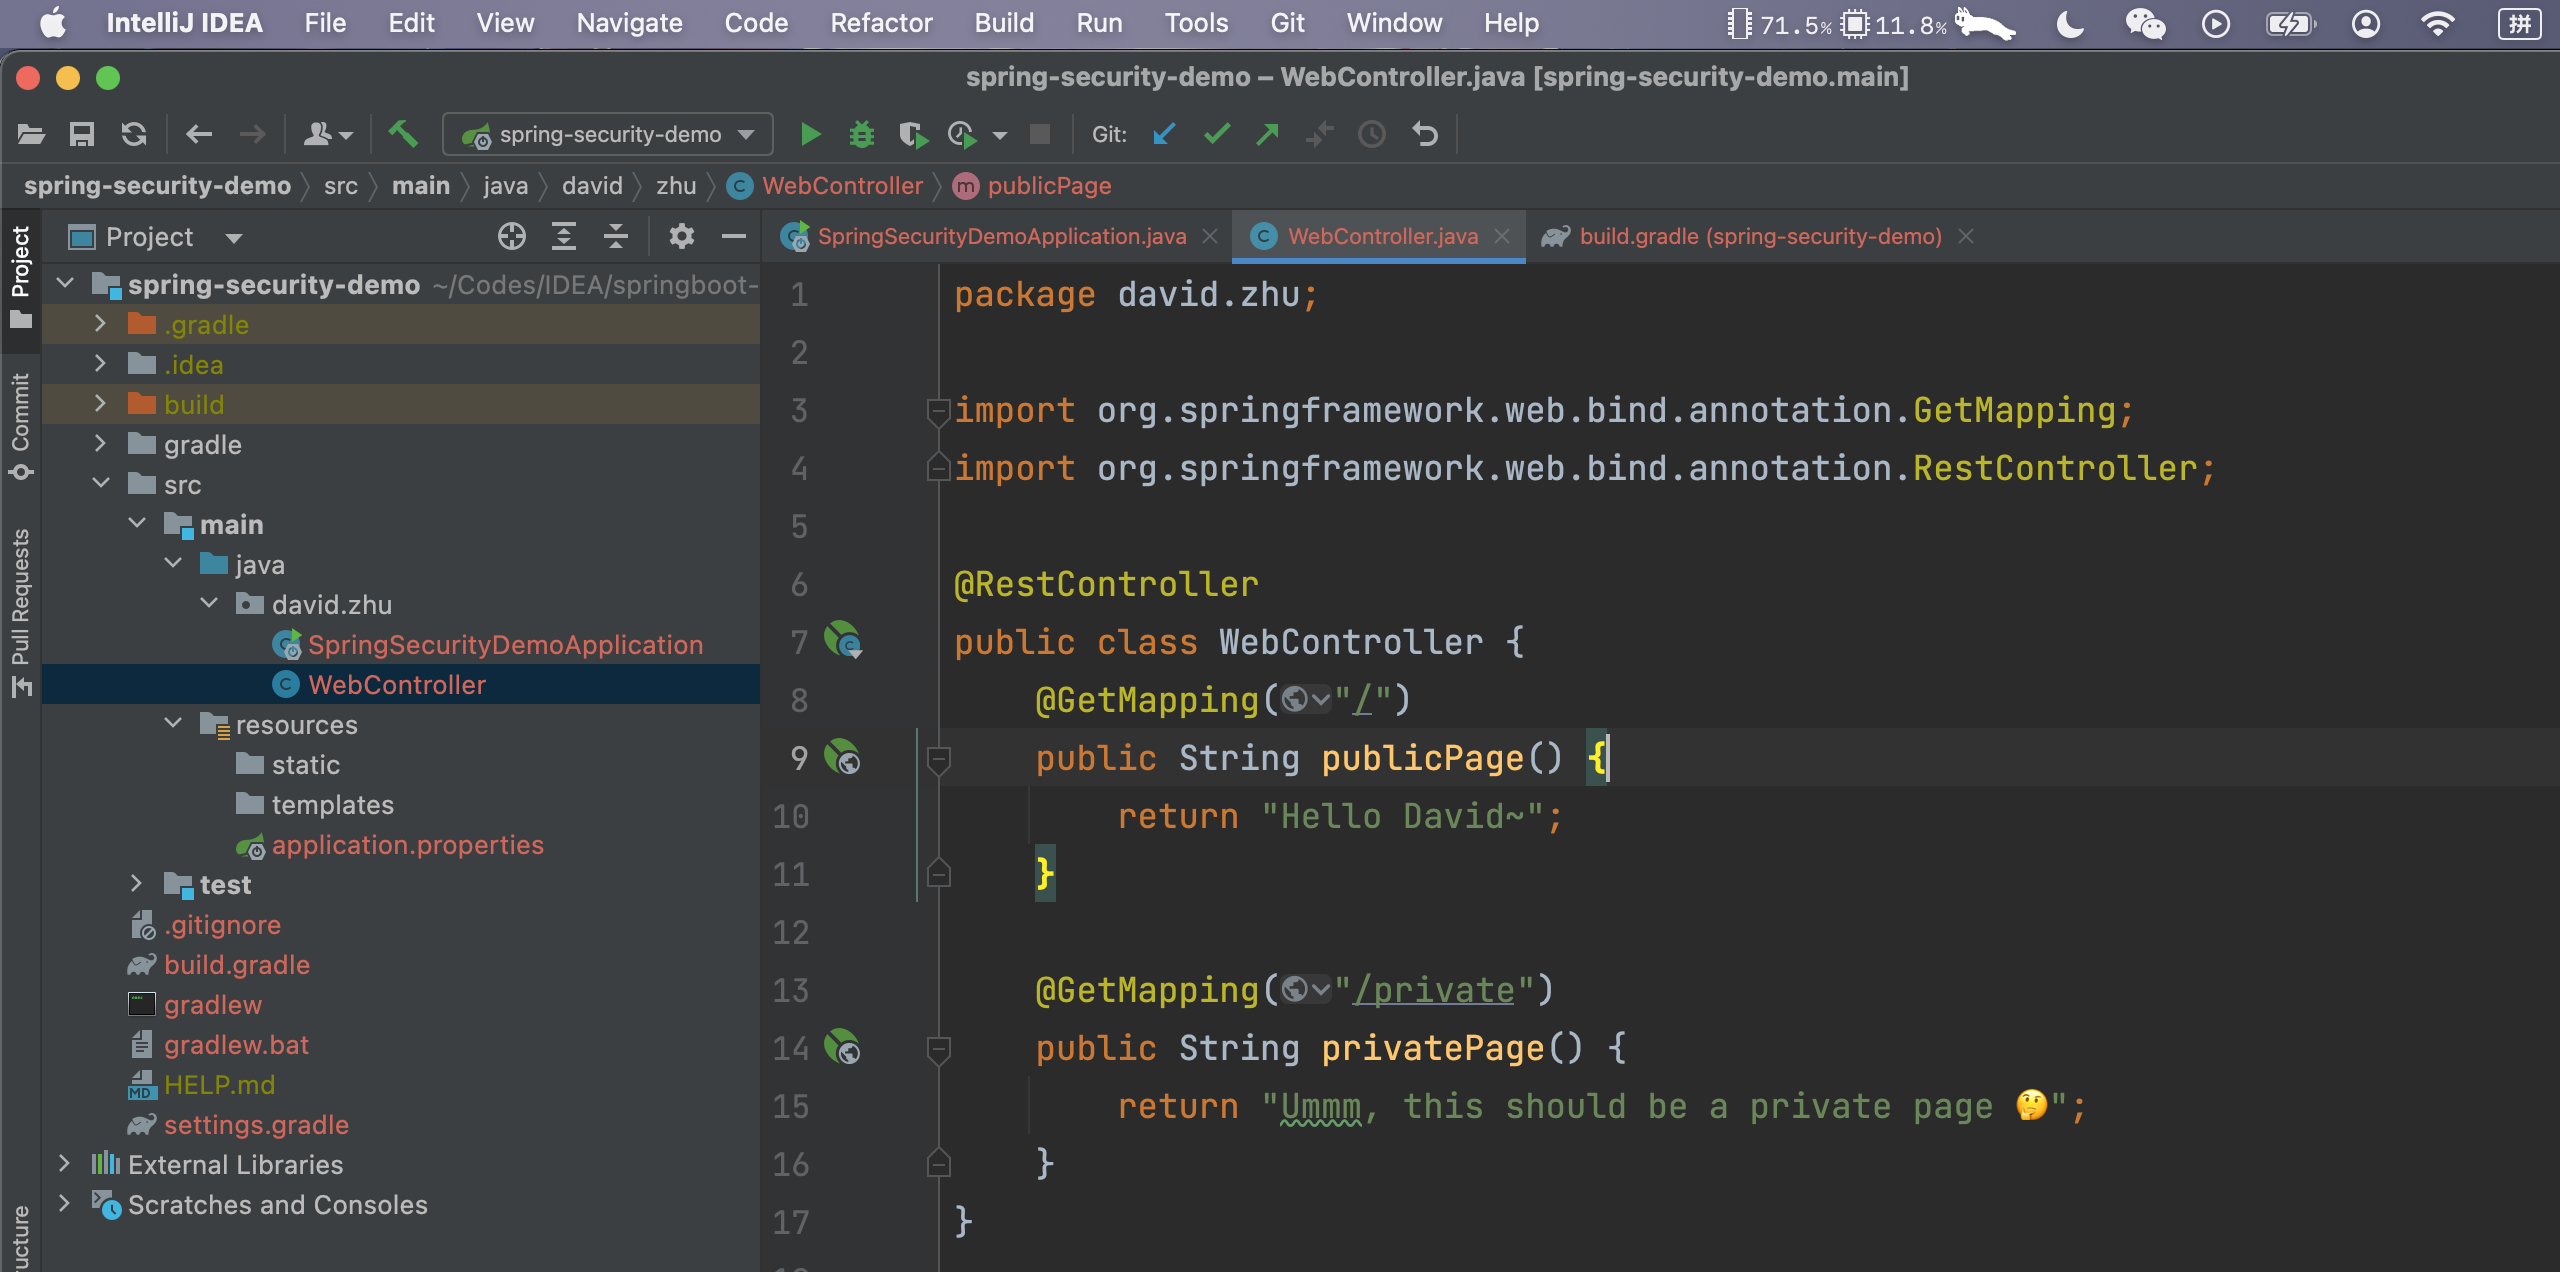 IntelliJ IDEA File Edit View Navigate Code Refactor Build Run Tools Git Window Help 71.5% 11.8% 拼
spring-security-demo – WebController.java [spring-security-demo.main]
spring-security-demo Git:
spring-security-demo src main java david zhu WebController publicPage
Project
Commit
Pull Requests
ucture
Project
spring-security-demo ~/Codes/IDEA/springboot-
.gradle
.idea
build
gradle
src
main
java
david.zhu
SpringSecurityDemoApplication
WebController
resources
static
templates
application.properties
test
.gitignore
build.gradle
gradlew
gradlew.bat
HELP.md
settings.gradle
External Libraries
Scratches and Consoles
SpringSecurityDemoApplication.java WebController.java build.gradle (spring-security-demo)
1 package david.zhu;
2
3 import org.springframework.web.bind.annotation.GetMapping;
4 import org.springframework.web.bind.annotation.RestController;
5
6 @RestController
7 public class WebController {
8 @GetMapping("/")
9 public String publicPage() {
10 return "Hello David~";
11 }
12
13 @GetMapping("/private")
14 public String privatePage() {
15 return "Ummm, this should be a private page 🤔";
16 }
17 }